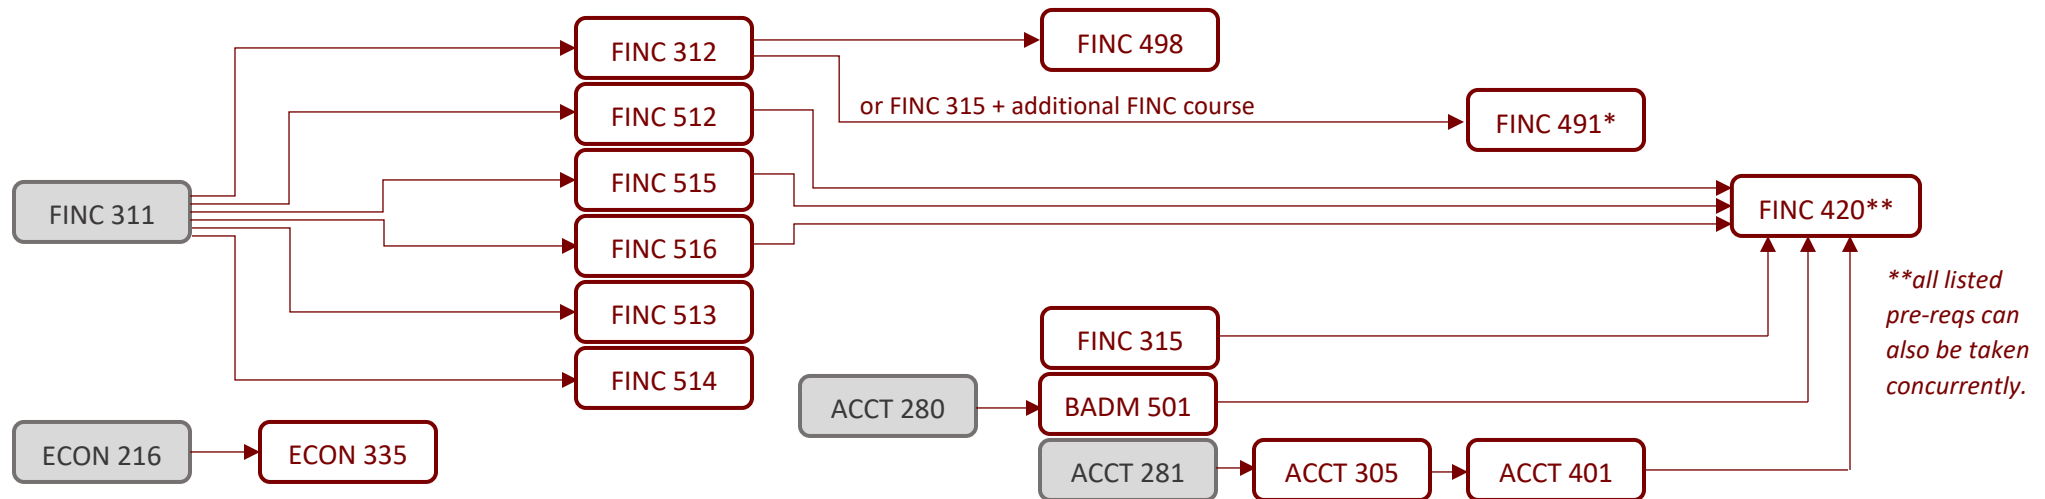 FINC 312
FINC 498
FINC 512
or FINC 315 + additional FINC course
FINC 491*
FINC 515
FINC 311
FINC 420**
FINC 516
**all listed
pre-reqs can
also be taken
concurrently.
FINC 513
FINC 315
FINC 514
ACCT 280
BADM 501
ECON 216
ECON 335
ACCT 281
ACCT 305
ACCT 401